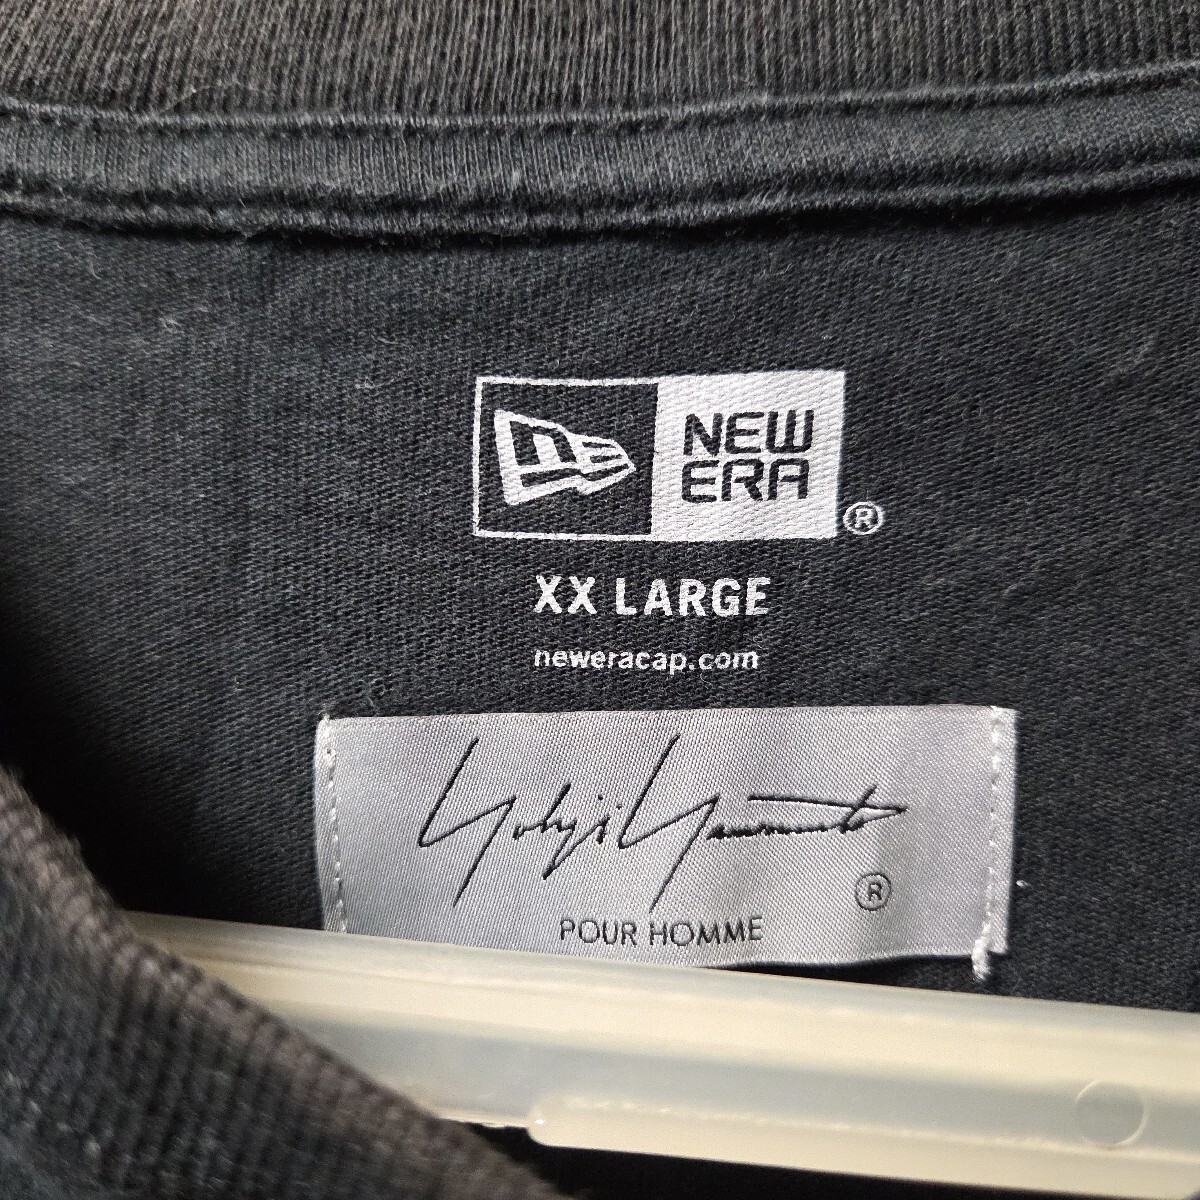 NEW
ERA
®
XX LARGE
neweracap.com
Yohji Yamamoto
®
POUR HOMME